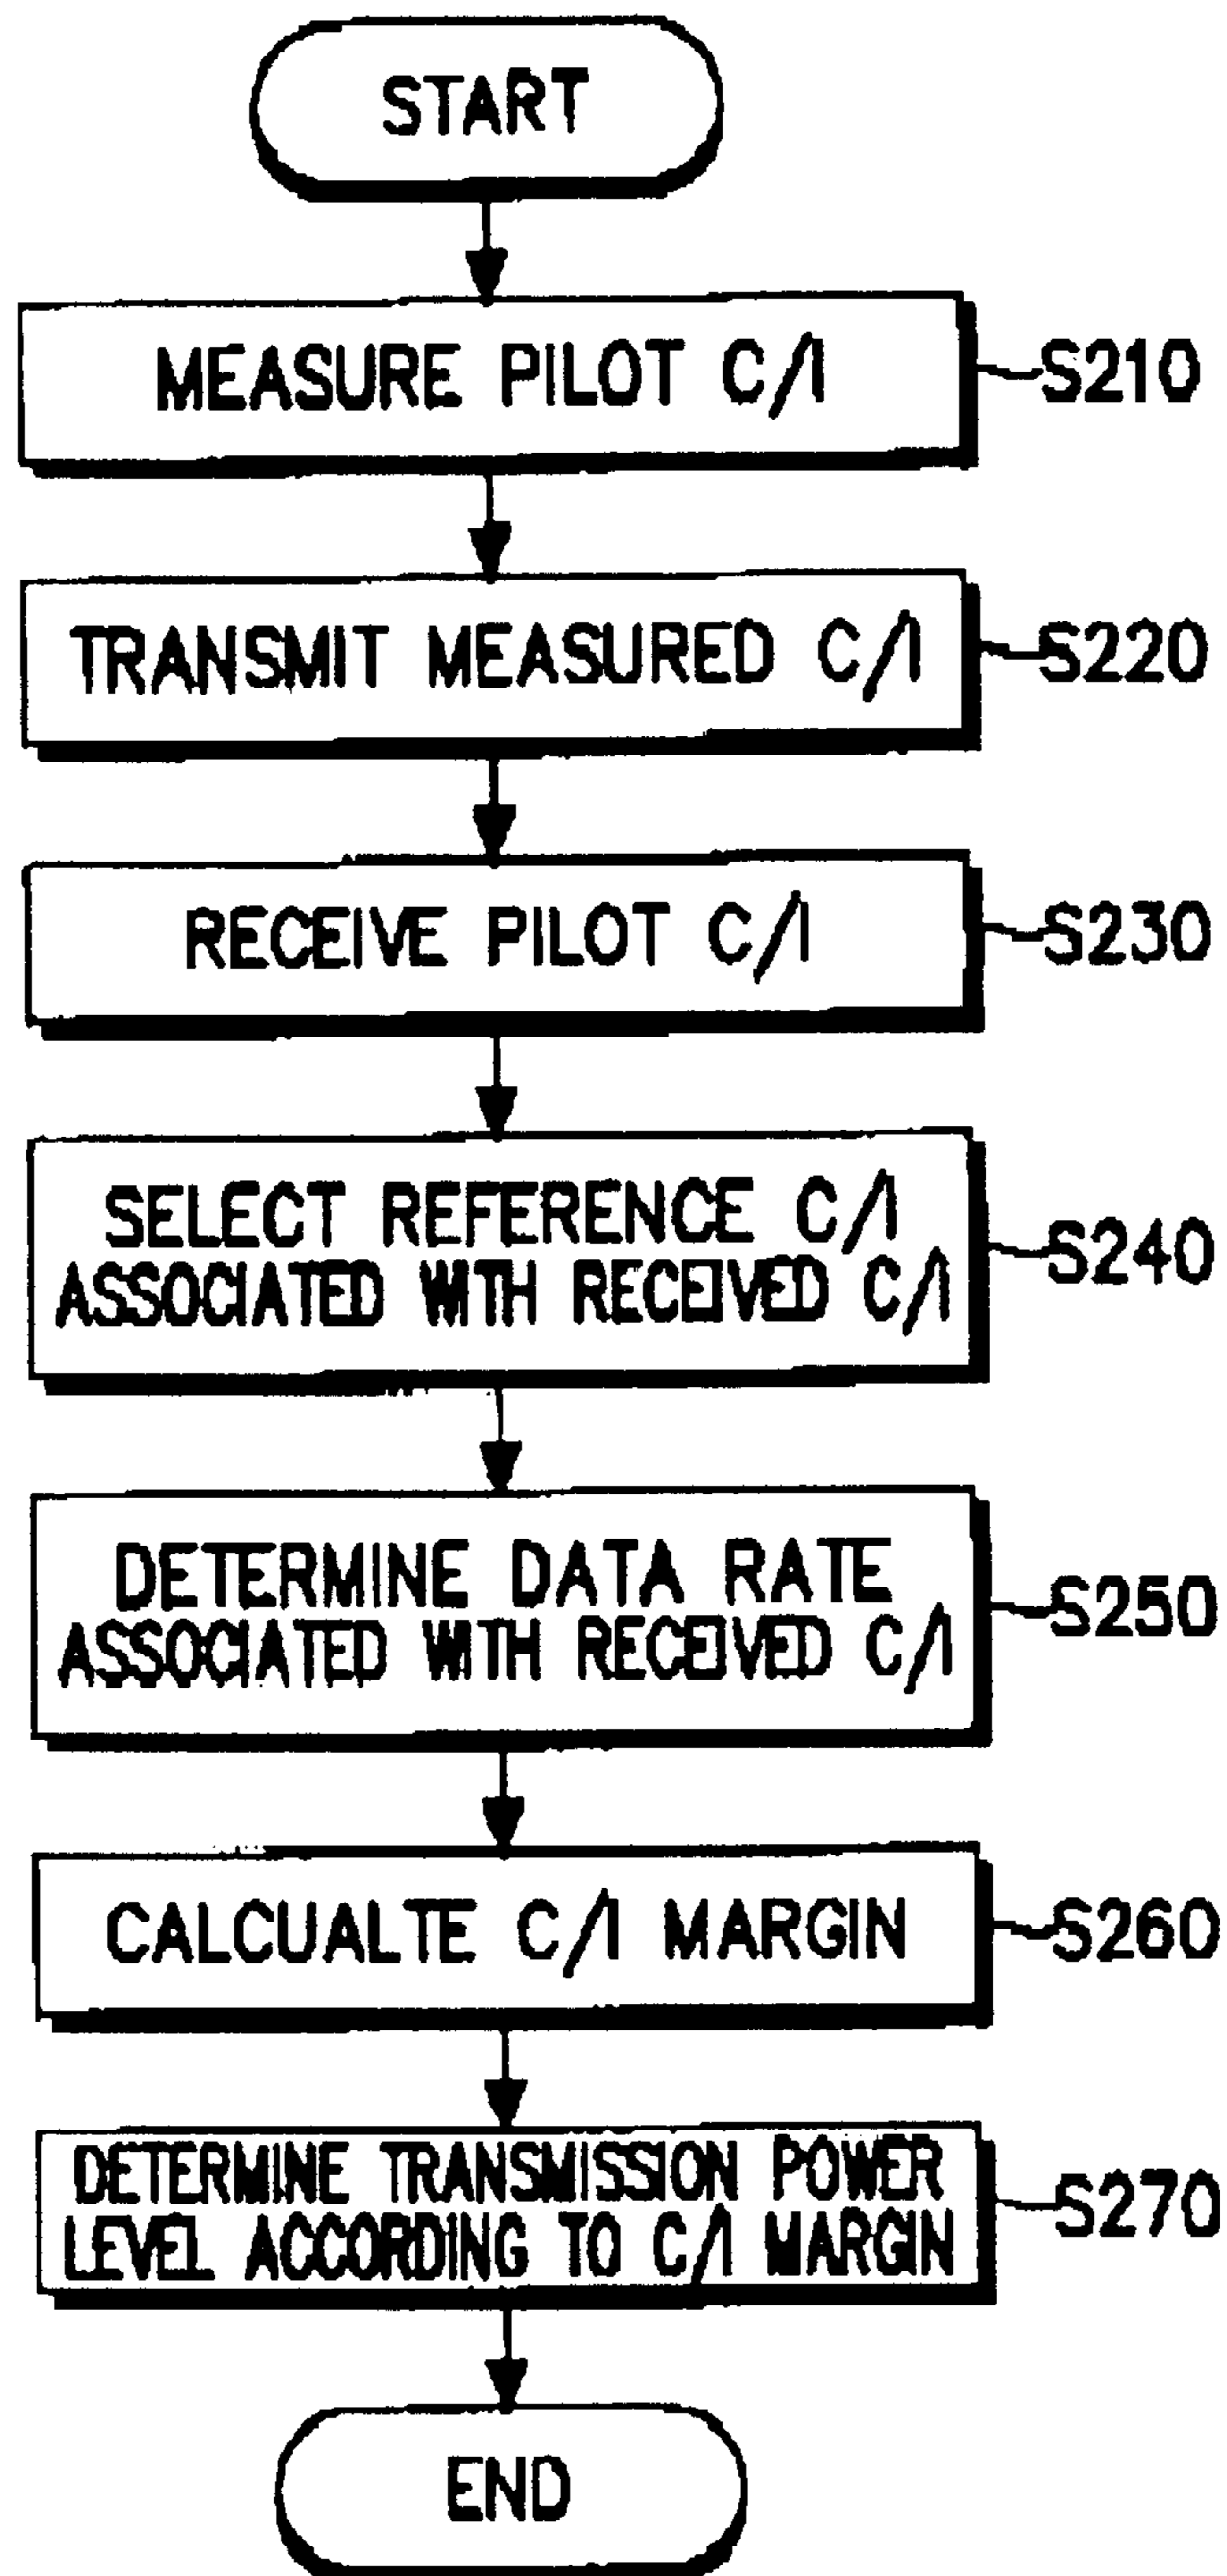 START
MEASURE PILOT C/I
S210
TRANSMIT MEASURED C/I
S220
RECEIVE PILOT C/I
S230
SELECT REFERENCE C/I
ASSOCIATED WITH RECEIVED C/I
S240
DETERMINE DATA RATE
ASSOCIATED WITH RECEIVED C/I
S250
CALCUALTE C/I MARGIN
S260
DETERMINE TRANSMISSION POWER
LEVEL ACCORDING TO C/I MARGIN
S270
END